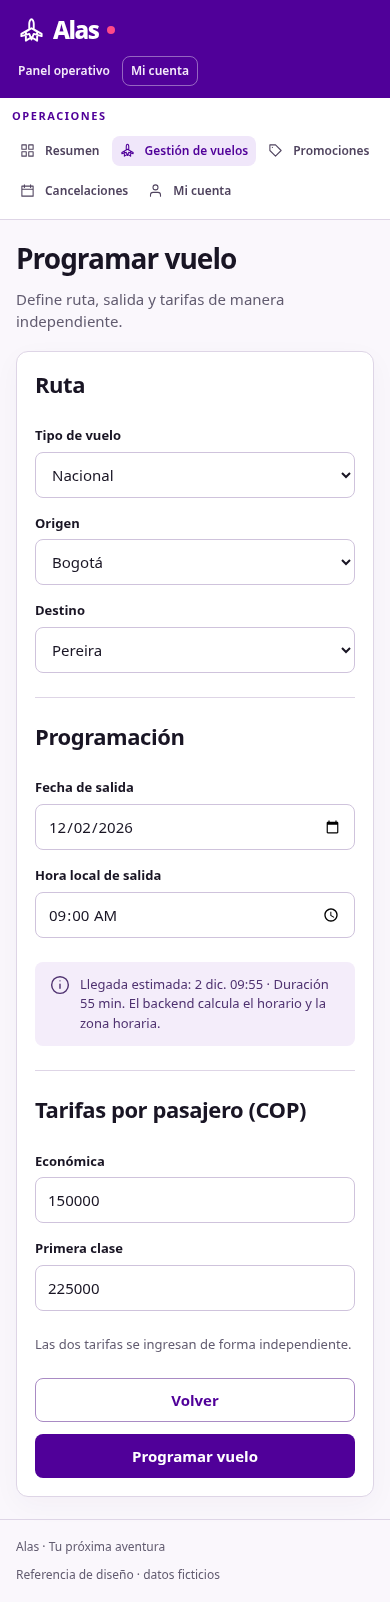 Alas
Panel operativo
Mi cuenta
OPERACIONES
Resumen
Gestión de vuelos
Promociones
Cancelaciones
Mi cuenta
Programar vuelo
Define ruta, salida y tarifas de manera
independiente.
Ruta
Tipo de vuelo
Nacional
Origen
Bogotá
Destino
Pereira
Programación
Fecha de salida
12/02/2026
Hora local de salida
09:00 AM
Llegada estimada: 2 dic. 09:55 · Duración
55 min. El backend calcula el horario y la
zona horaria.
Tarifas por pasajero (COP)
Económica
150000
Primera clase
225000
Las dos tarifas se ingresan de forma independiente.
Volver
Programar vuelo
Alas · Tu próxima aventura
Referencia de diseño · datos ficticios